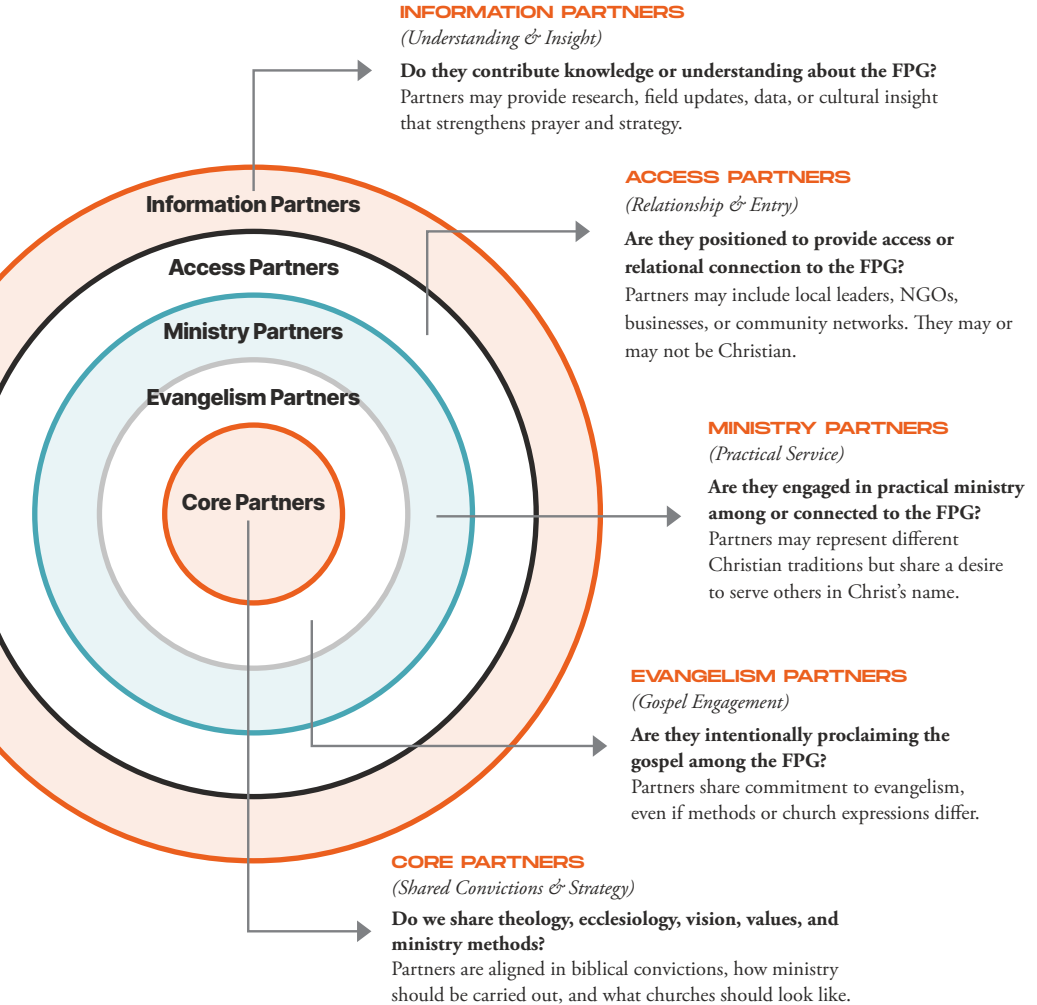 INFORMATION PARTNERS
(Understanding & Insight)
Do they contribute knowledge or understanding about the FPG?
Partners may provide research, field updates, data, or cultural insight
that strengthens prayer and strategy.
Information Partners
Access Partners
Ministry Partners
Evangelism Partners
Core Partners
ACCESS PARTNERS
(Relationship & Entry)
Are they positioned to provide access or
relational connection to the FPG?
Partners may include local leaders, NGOs,
businesses, or community networks. They may or
may not be Christian.
MINISTRY PARTNERS
(Practical Service)
Are they engaged in practical ministry
among or connected to the FPG?
Partners may represent different
Christian traditions but share a desire
to serve others in Christ's name.
EVANGELISM PARTNERS
(Gospel Engagement)
Are they intentionally proclaiming the
gospel among the FPG?
Partners share commitment to evangelism,
even if methods or church expressions differ.
CORE PARTNERS
(Shared Convictions & Strategy)
Do we share theology, ecclesiology, vision, values, and
ministry methods?
Partners are aligned in biblical convictions, how ministry
should be carried out, and what churches should look like.